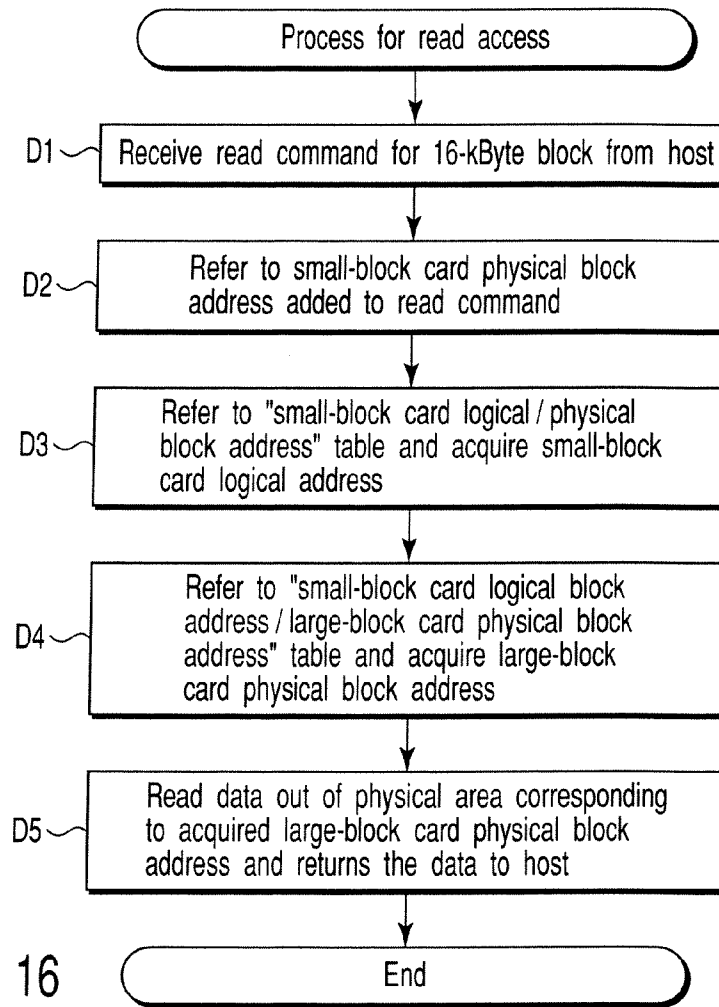 Process for read access
D1
Receive read command for 16-kByte block from host
D2
Refer to small-block card physical block
address added to read command
D3
Refer to "small-block card logical / physical
block address" table and acquire small-block
card logical address
D4
Refer to "small-block card logical block
address / large-block card physical block
address" table and acquire large-block
card physical block address
D5
Read data out of physical area corresponding
to acquired large-block card physical block
address and returns the data to host
End
16